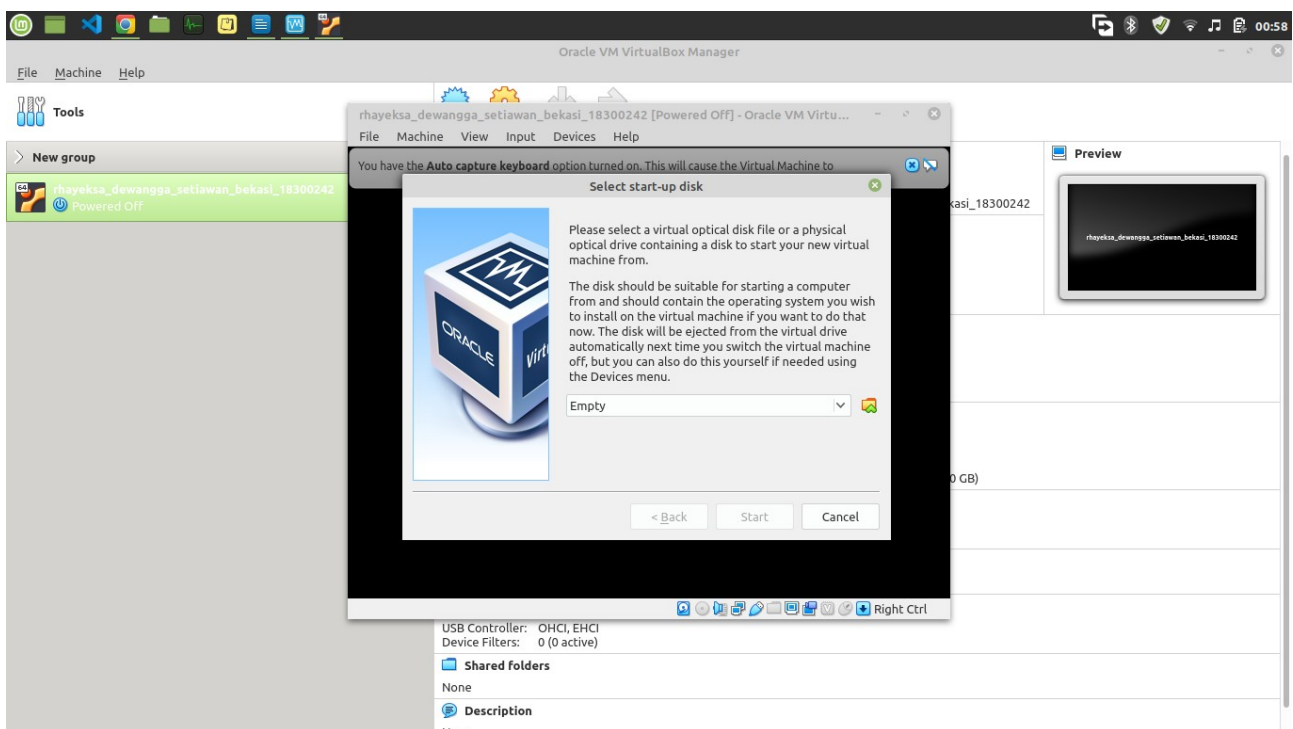 00:58
Oracle VM VirtualBox Manager
File Machine Help
Tools
New group
64
rhayeksa_dewangga_setiawan_bekasi_18300242
Powered Off
rhayeksa_dewangga_setiawan_bekasi_18300242 [Powered Off] - Oracle VM Virtu...
File Machine View Input Devices Help
You have the Auto capture keyboard option turned on. This will cause the Virtual Machine to
Select start-up disk
Please select a virtual optical disk file or a physical
optical drive containing a disk to start your new virtual
machine from.
The disk should be suitable for starting a computer
from and should contain the operating system you wish
to install on the virtual machine if you want to do that
now. The disk will be ejected from the virtual drive
automatically next time you switch the virtual machine
off, but you can also do this yourself if needed using
the Devices menu.
ORACLE
Virt
Empty
< Back Start Cancel
Right Ctrl
Preview
kasi_18300242
rhayeksa_dewangga_setiawan_bekasi_18300242
0 GB)
USB Controller: OHCI, EHCI
Device Filters: 0 (0 active)
Shared folders
None
Description